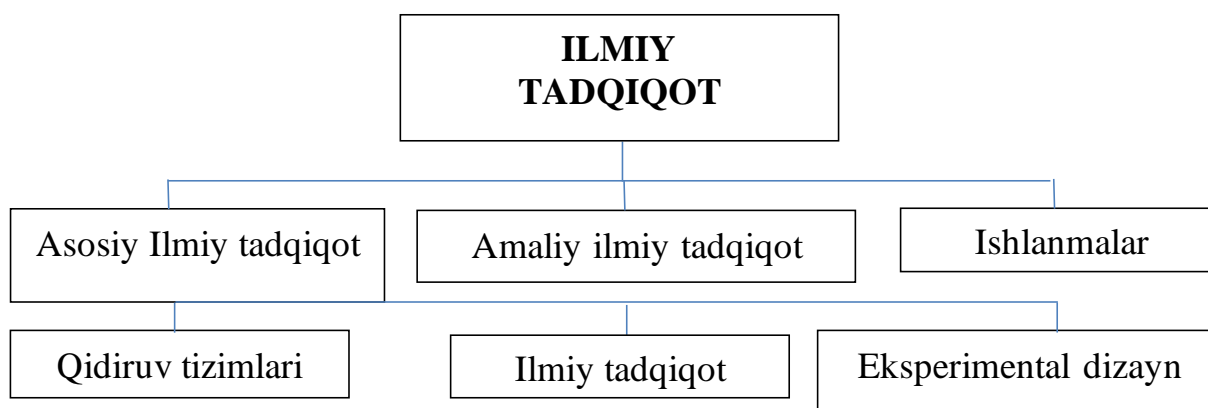 ILMIY
TADQIQOT
Asosiy Ilmiy tadqiqot
Amaliy ilmiy tadqiqot
Ishlanmalar
Qidiruv tizimlari
Ilmiy tadqiqot
Eksperimental dizayn